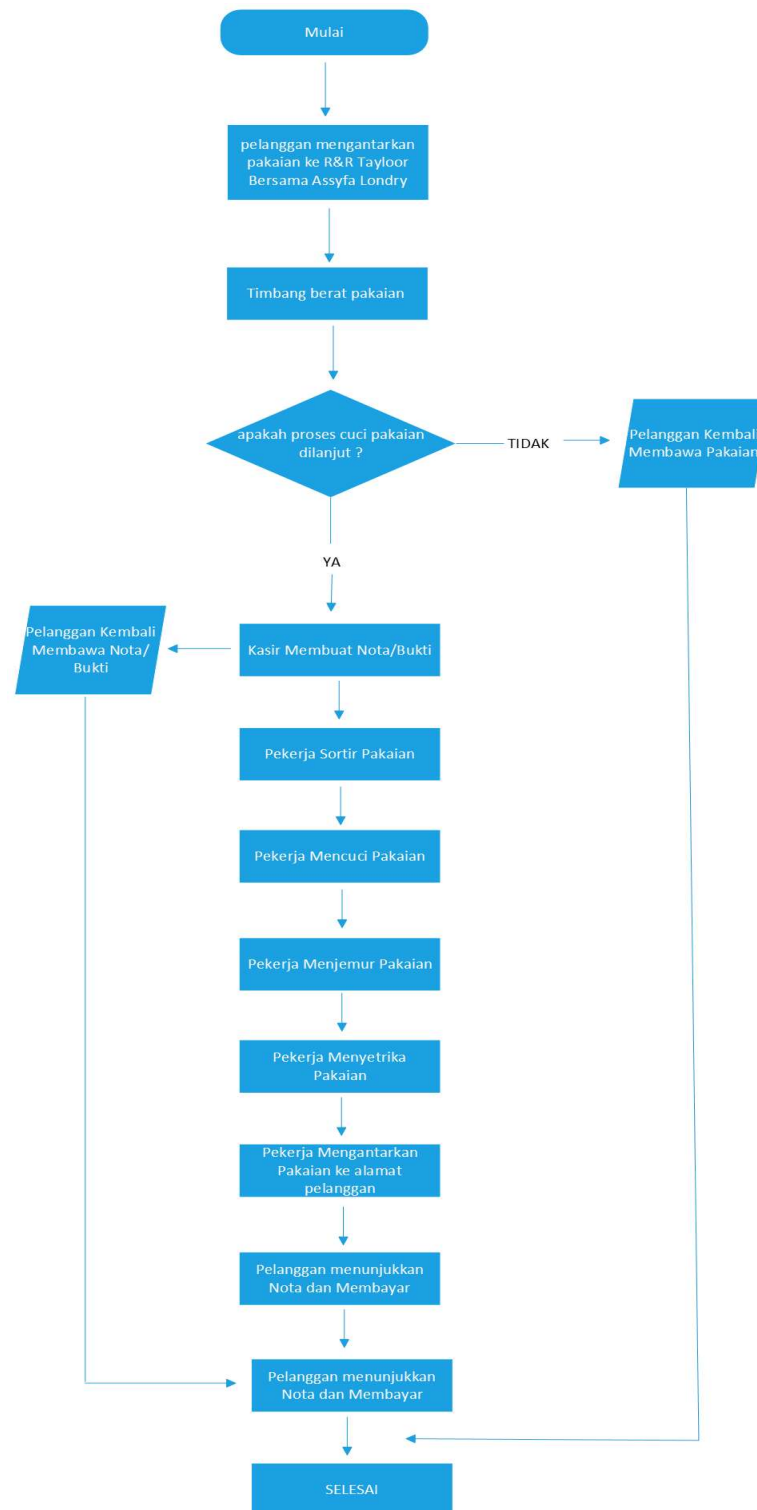 Mulai
pelanggan mengantarkan
pakaian ke R&R Tayloor
Bersama Assyfa Londry
Timbang berat pakaian
apakah proses cuci pakaian
dilanjut ?
TIDAK
Pelanggan Kembali
Membawa Pakaian
YA
Pelanggan Kembali
Membawa Nota/
Bukti
Kasir Membuat Nota/Bukti
Pekerja Sortir Pakaian
Pekerja Mencuci Pakaian
Pekerja Menjemur Pakaian
Pekerja Menyetrika
Pakaian
Pekerja Mengantarkan
Pakaian ke alamat
pelanggan
Pelanggan menunjukkan
Nota dan Membayar
Pelanggan menunjukkan
Nota dan Membayar
SELESAI